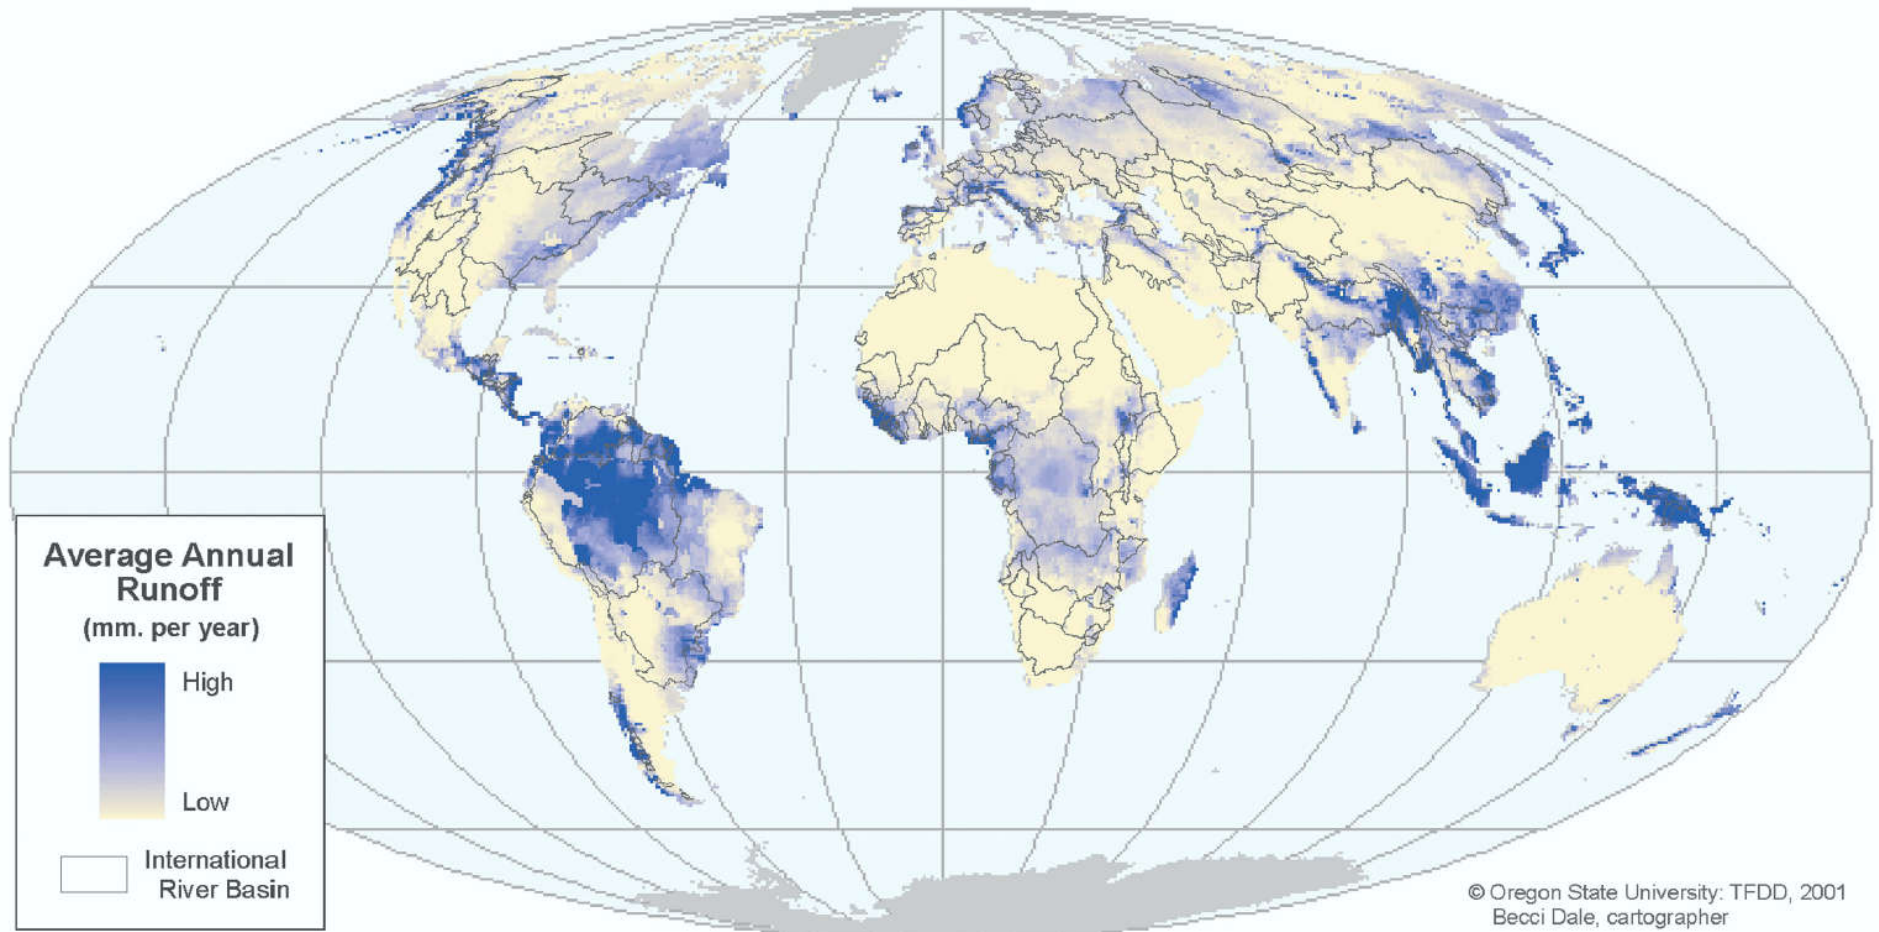 Average Annual
Runoff
(mm. per year)
High
Low
International
River Basin
© Oregon State University: TFDD, 2001
Becci Dale, cartographer